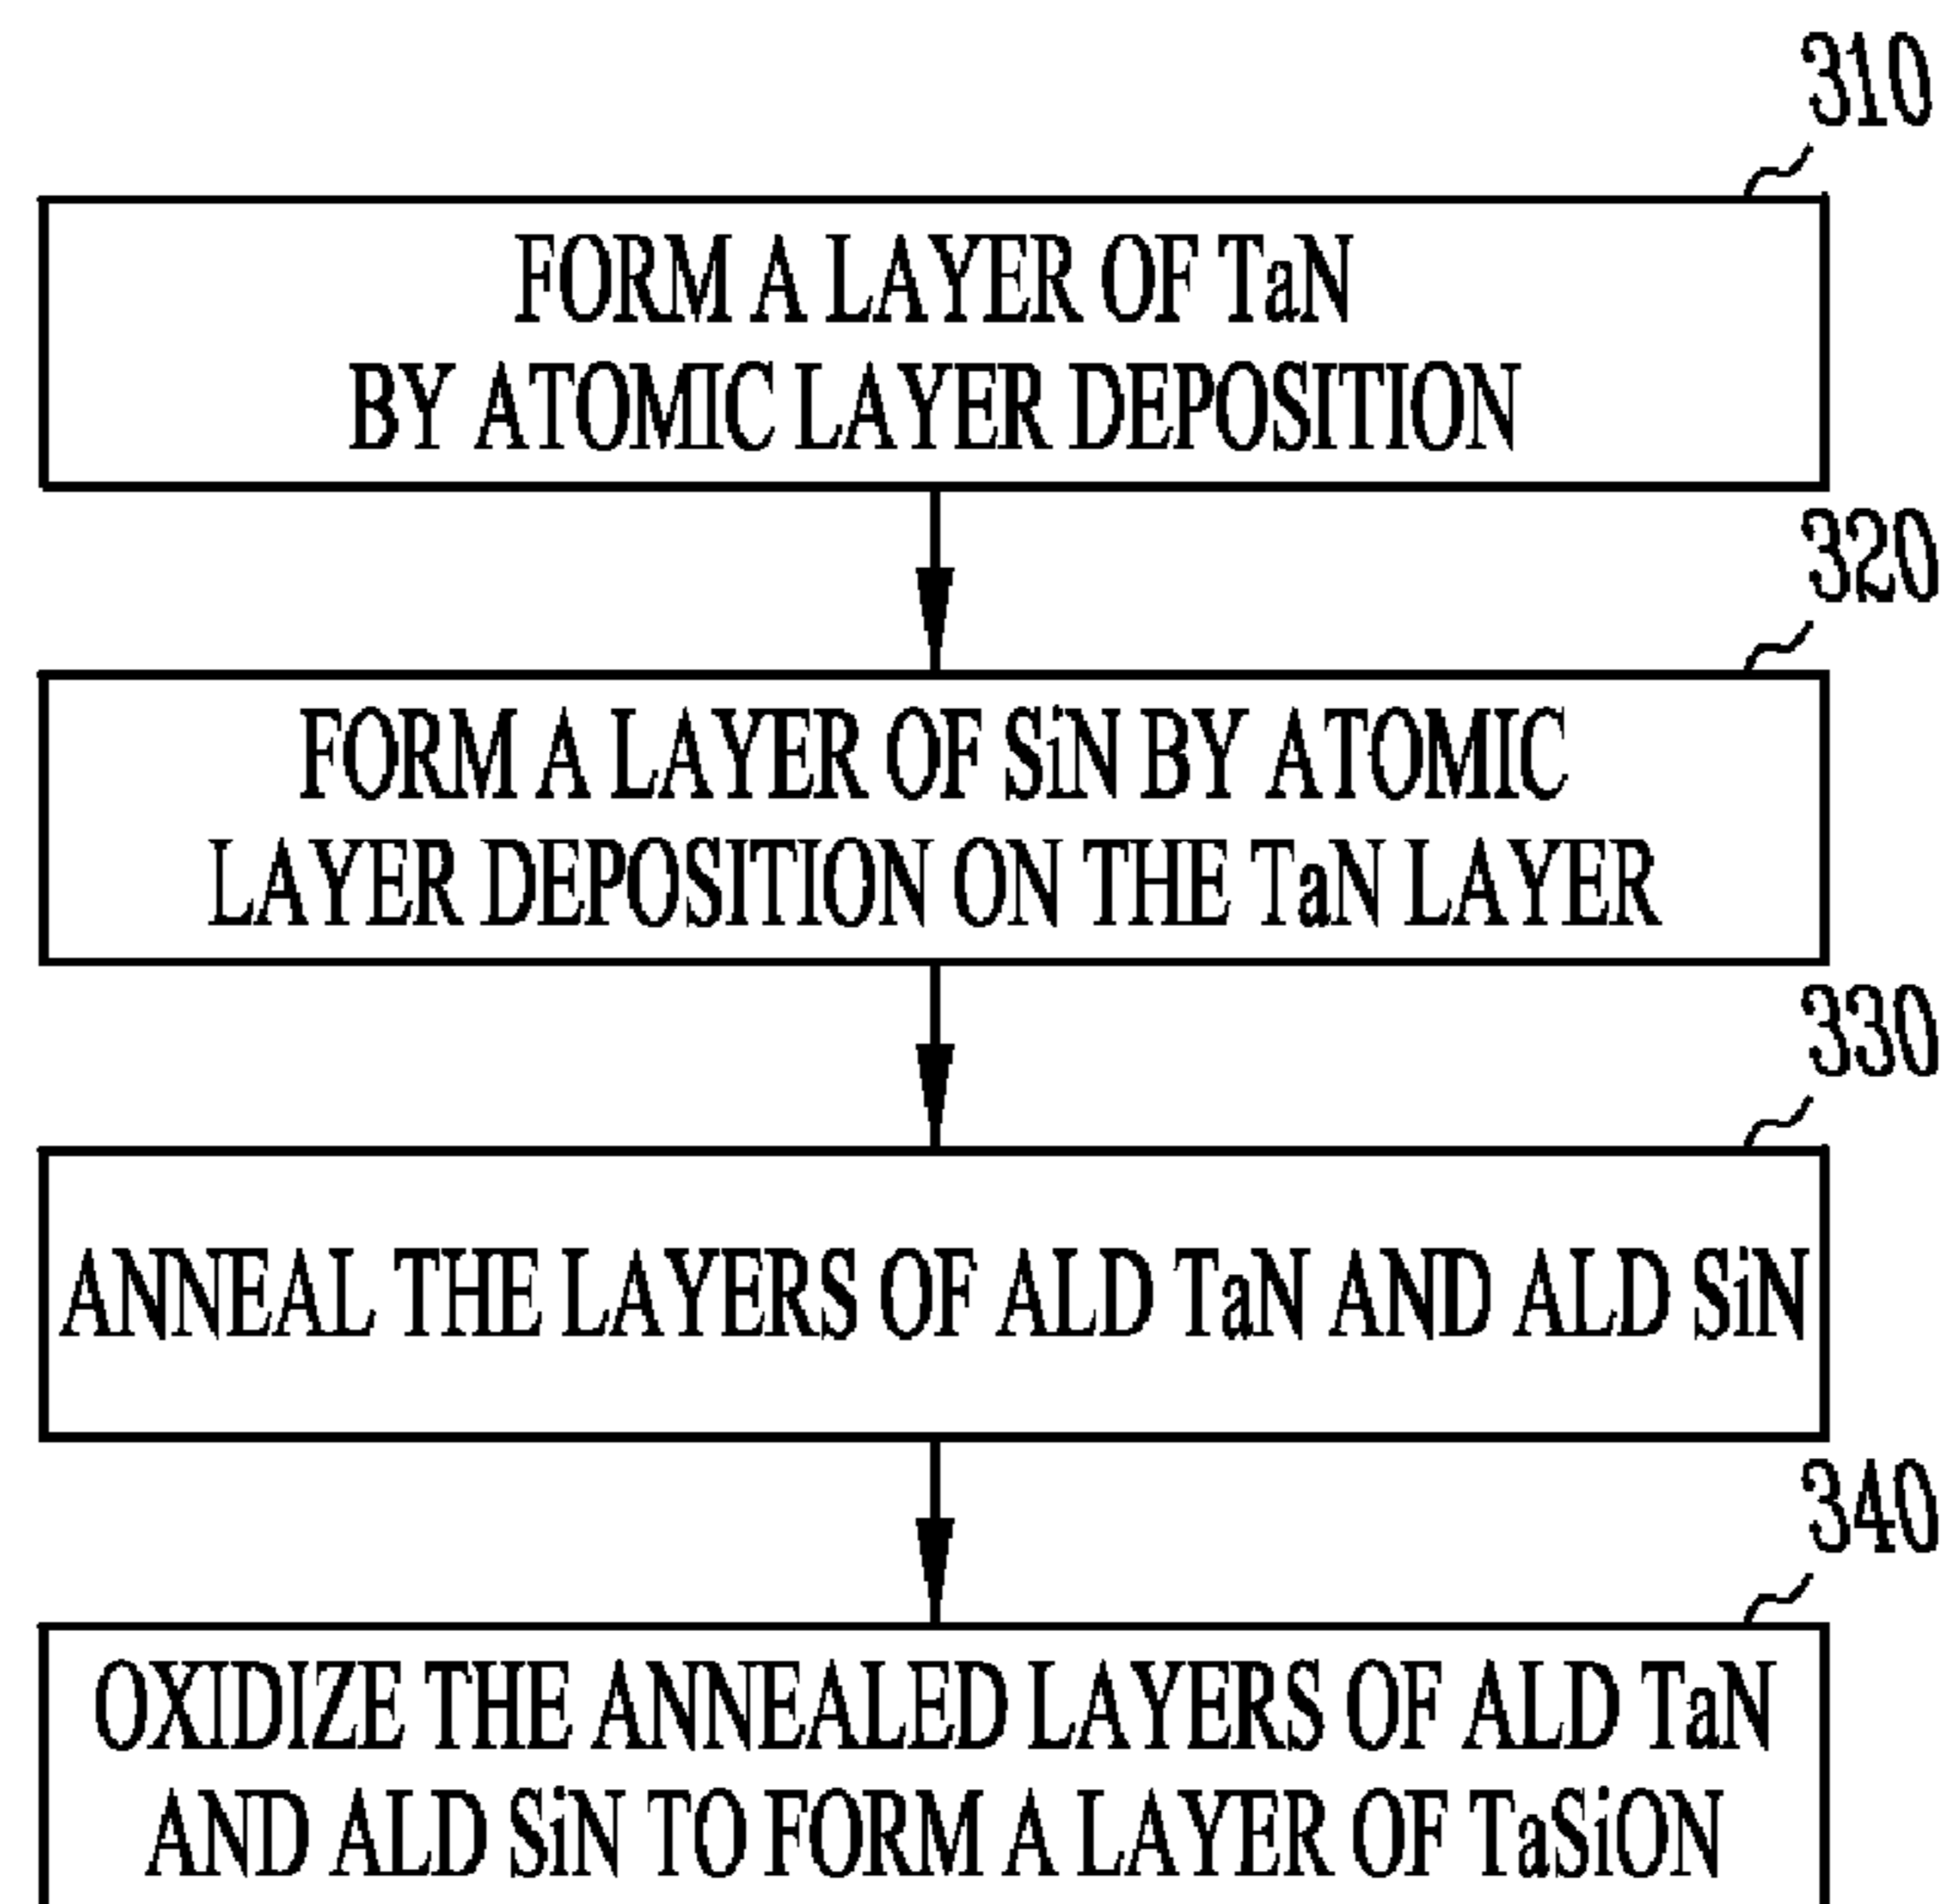 310
FORM A LAYER OF TaN
BY ATOMIC LAYER DEPOSITION
320
FORM A LAYER OF SiN BY ATOMIC
LAYER DEPOSITION ON THE TaN LAYER
330
ANNEAL THE LAYERS OF ALD TaN AND ALD SiN
340
OXIDIZE THE ANNEALED LAYERS OF ALD TaN
AND ALD SiN TO FORM A LAYER OF TaSiON